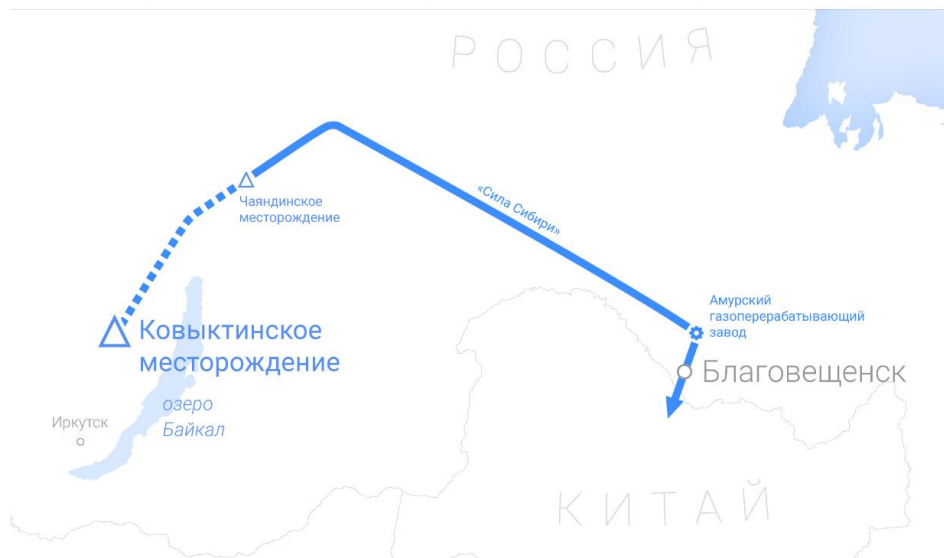 РОССИЯ
«Сила Сибири»
Чаяндинское
месторождение
Амурский
газоперерабатывающий
завод
Ковыктинское
месторождение
Благовещенск
озеро
Байкал
Иркутск
КИТАЙ